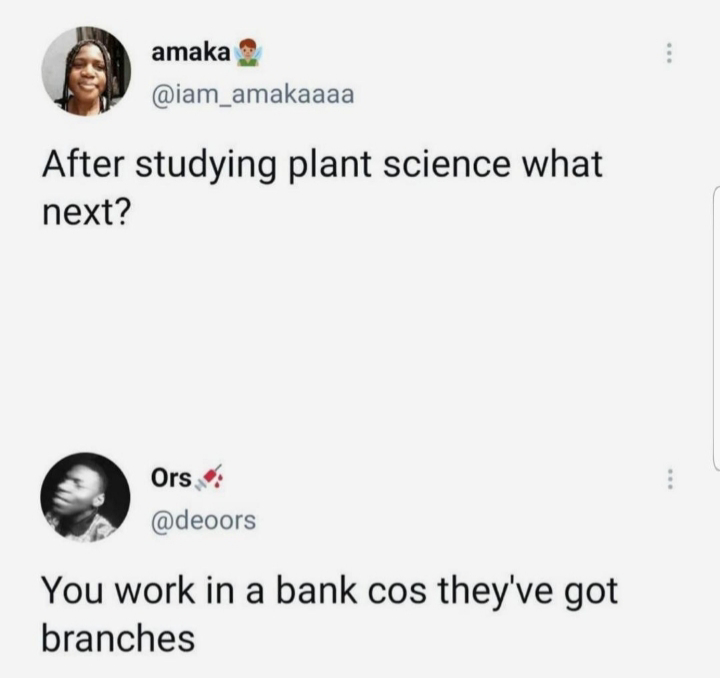 amaka
@iam_amakaaaa
After studying plant science what
next?
Ors
@deoors
You work in a bank cos they've got
branches